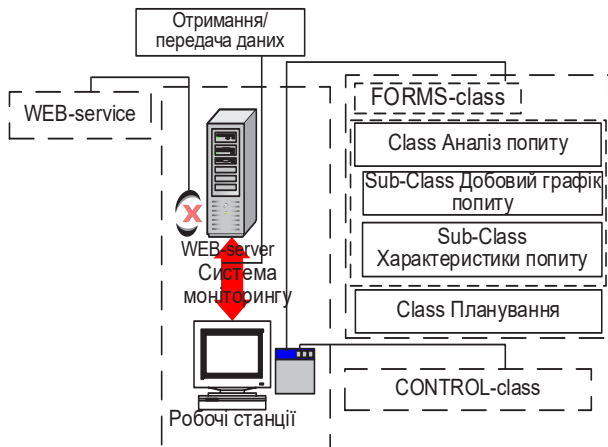 Отримання/
передача даних
WEB-service
FORMS-class
Class Аналіз попиту
Sub-Class Добовий графік
попиту
Sub-Class
Характеристики попиту
Class Планування
X
WEB-server
Система
моніторингу
CONTROL-class
Робочі станції